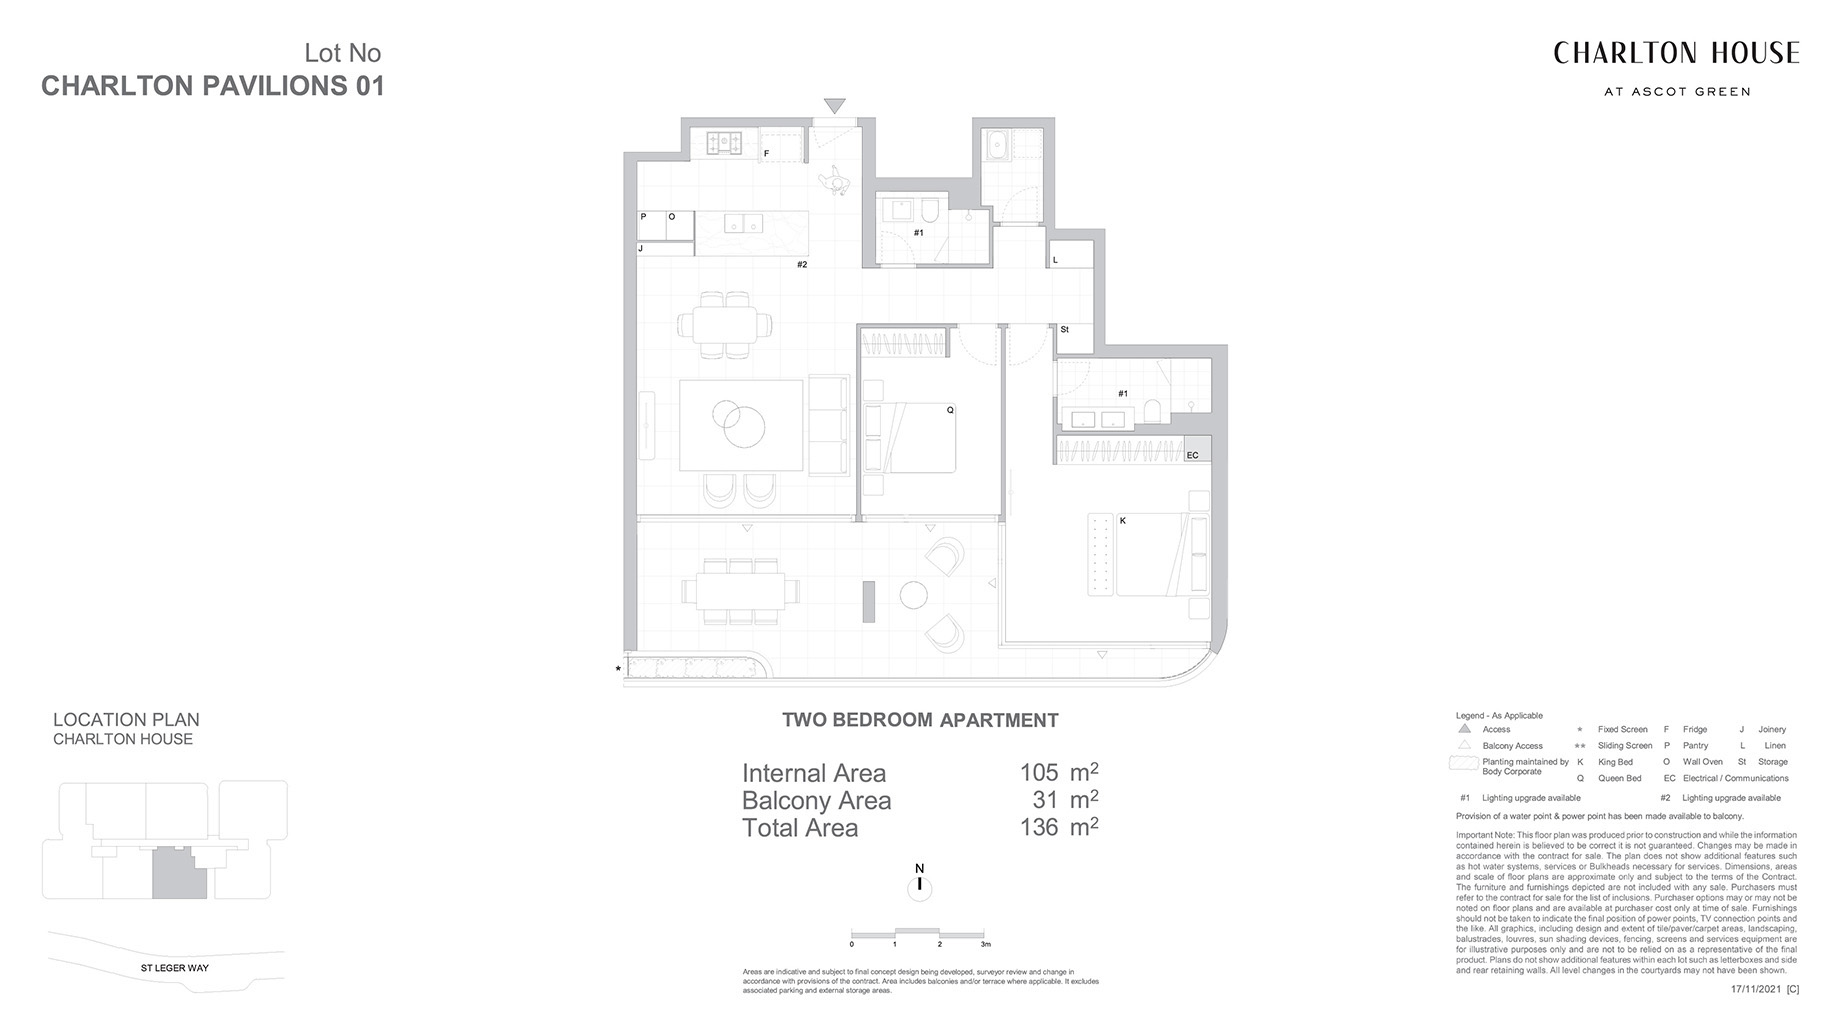 Lot No
CHARLTON PAVILIONS 01
CHARLTON HOUSE
AT ASCOT GREEN
F
P
O
J
#1
#2
L
St
#1
Q
EC
K
*
LOCATION PLAN
CHARLTON HOUSE
ST LEGER WAY
TWO BEDROOM APARTMENT
Internal Area 105 m²
Balcony Area 31 m²
Total Area 136 m²
N
0 1 2 3m
Areas are indicative and subject to final concept design being developed, surveyor review and change in
accordance with provisions of the contract. Area includes balconies and/or terrace where applicable. It excludes
associated parking and external storage areas.
Legend - As Applicable
Access * Fixed Screen F Fridge J Joinery
Balcony Access ** Sliding Screen P Pantry L Linen
Planting maintained by K King Bed O Wall Oven St Storage
Body Corporate Q Queen Bed EC Electrical / Communications
#1 Lighting upgrade available #2 Lighting upgrade available
Provision of a water point & power point has been made available to balcony.
Important Note: This floor plan was produced prior to construction and while the information
contained herein is believed to be correct it is not guaranteed. Changes may be made in
accordance with the contract for sale. The plan does not show additional features such
as hot water systems, services or Bulkheads necessary for services. Dimensions, areas
and scale of floor plans are approximate only and subject to the terms of the Contract.
The furniture and furnishings depicted are not included with any sale. Purchasers must
refer to the contract for sale for the list of inclusions. Purchaser options may or may not be
noted on floor plans and are available at purchaser cost only at time of sale. Furnishings
should not be taken to indicate the final position of power points, TV connection points and
the like. All graphics, including design and extent of tile/paver/carpet areas, landscaping,
balustrades, louvres, sun shading devices, fencing, screens and services equipment are
for illustrative purposes only and are not to be relied on as a representative of the final
product. Plans do not show additional features within each lot such as letterboxes and side
and rear retaining walls. All level changes in the courtyards may not have been shown.
17/11/2021 [C]